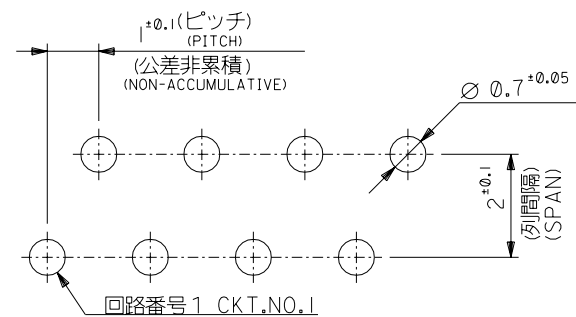 1±0.1(ピッチ)
(PITCH)
(公差非累積)
(NON-ACCUMULATIVE)
∅ 0.7±0.05
2±0.1
(列間隔)
(SPAN)
回路番号1 CKT.NO.1